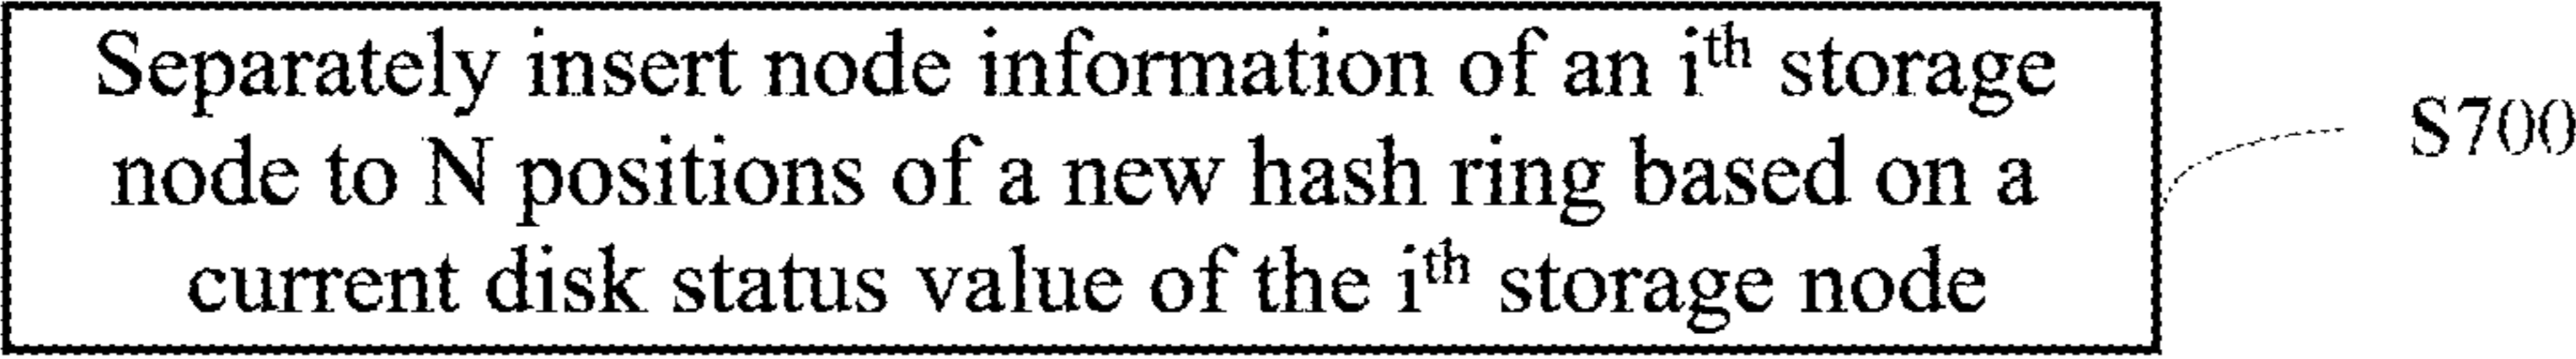 Separately insert node information of an iᵗʰ storage
node to N positions of a new hash ring based on a
current disk status value of the iᵗʰ storage node
S700